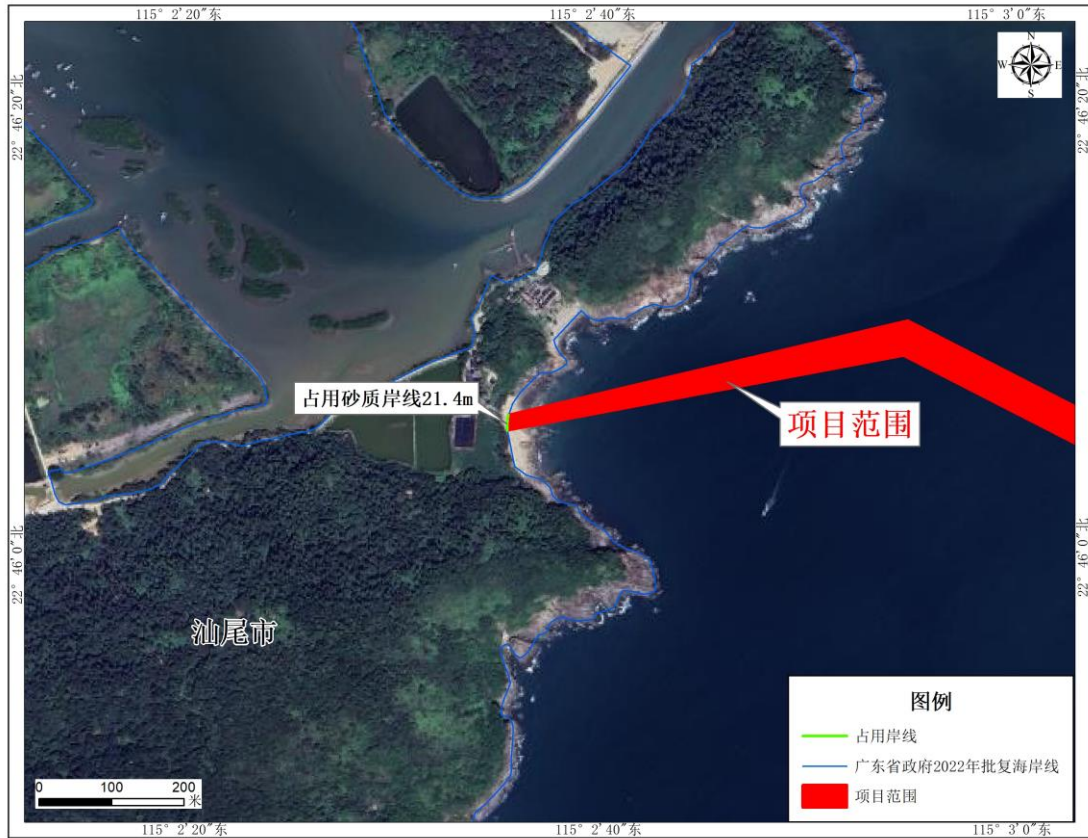 115° 2′20″东
115° 2′40″东
115° 3′0″东
22° 46′20″北
22° 46′20″北
N
W
E
S
占用砂质岸线21.4m
项目范围
22° 46′0″北
22° 46′0″北
汕尾市
图例
占用岸线
广东省政府2022年批复海岸线
项目范围
0 100 200
米
115° 2′20″东
115° 2′40″东
115° 3′0″东